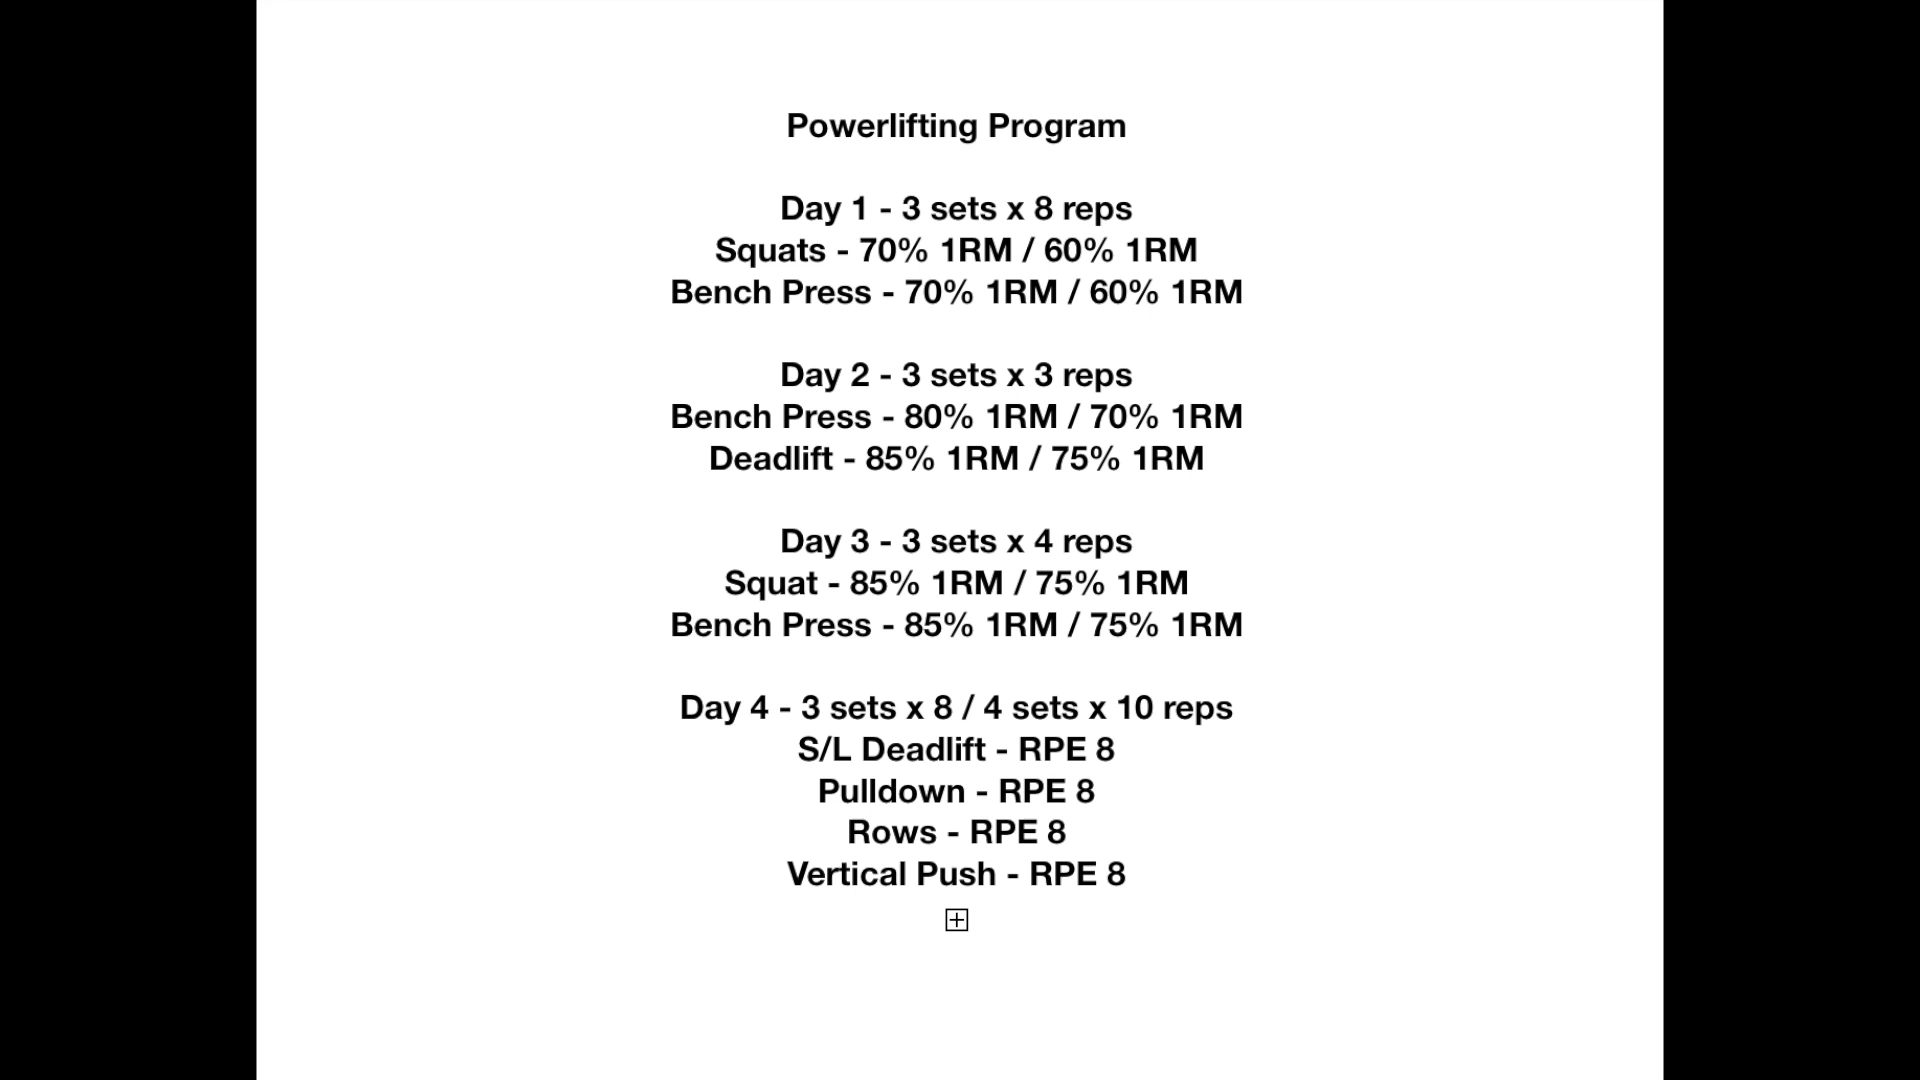 Powerlifting Program
Day 1 - 3 sets x 8 reps
Squats - 70% 1RM / 60% 1RM
Bench Press - 70% 1RM / 60% 1RM
Day 2 - 3 sets x 3 reps
Bench Press - 80% 1RM / 70% 1RM
Deadlift - 85% 1RM / 75% 1RM
Day 3 - 3 sets x 4 reps
Squat - 85% 1RM / 75% 1RM
Bench Press - 85% 1RM / 75% 1RM
Day 4 - 3 sets x 8 / 4 sets x 10 reps
S/L Deadlift - RPE 8
Pulldown - RPE 8
Rows - RPE 8
Vertical Push - RPE 8